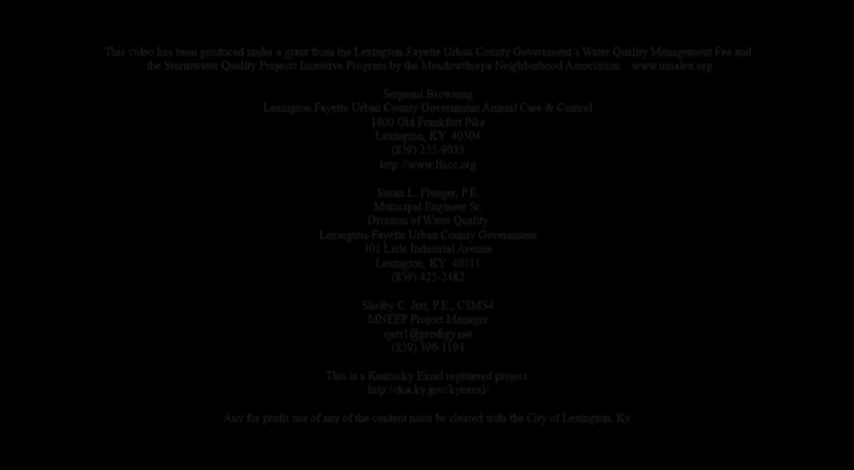 This video has been produced under a grant from the Lexington-Fayette Urban County Government's Water Quality Management Fee and
the Stormwater Quality Projects Incentive Program by the Meadowthorpe Neighborhood Association. www.mnalex.org
Sergeant Browning
Lexington Fayette Urban County Government Animal Care & Control
1600 Old Frankfort Pike
Lexington, KY 40504
(859) 255-9033
http://www.lfacc.org
Susan L. Plueger, P.E.
Municipal Engineer Sr.
Division of Water Quality
Lexington-Fayette Urban County Government
301 Lisle Industrial Avenue
Lexington, KY 40511
(859) 425-2482
Shelby C. Jett, P.E., CSMS4
MNEEP Project Manager
sjett1@prodigy.net
(859) 396-1194
This is a Kentucky Excel registered project.
http://dca.ky.gov/kyexcel/
Any for profit use of any of the content must be cleared with the City of Lexington, Ky